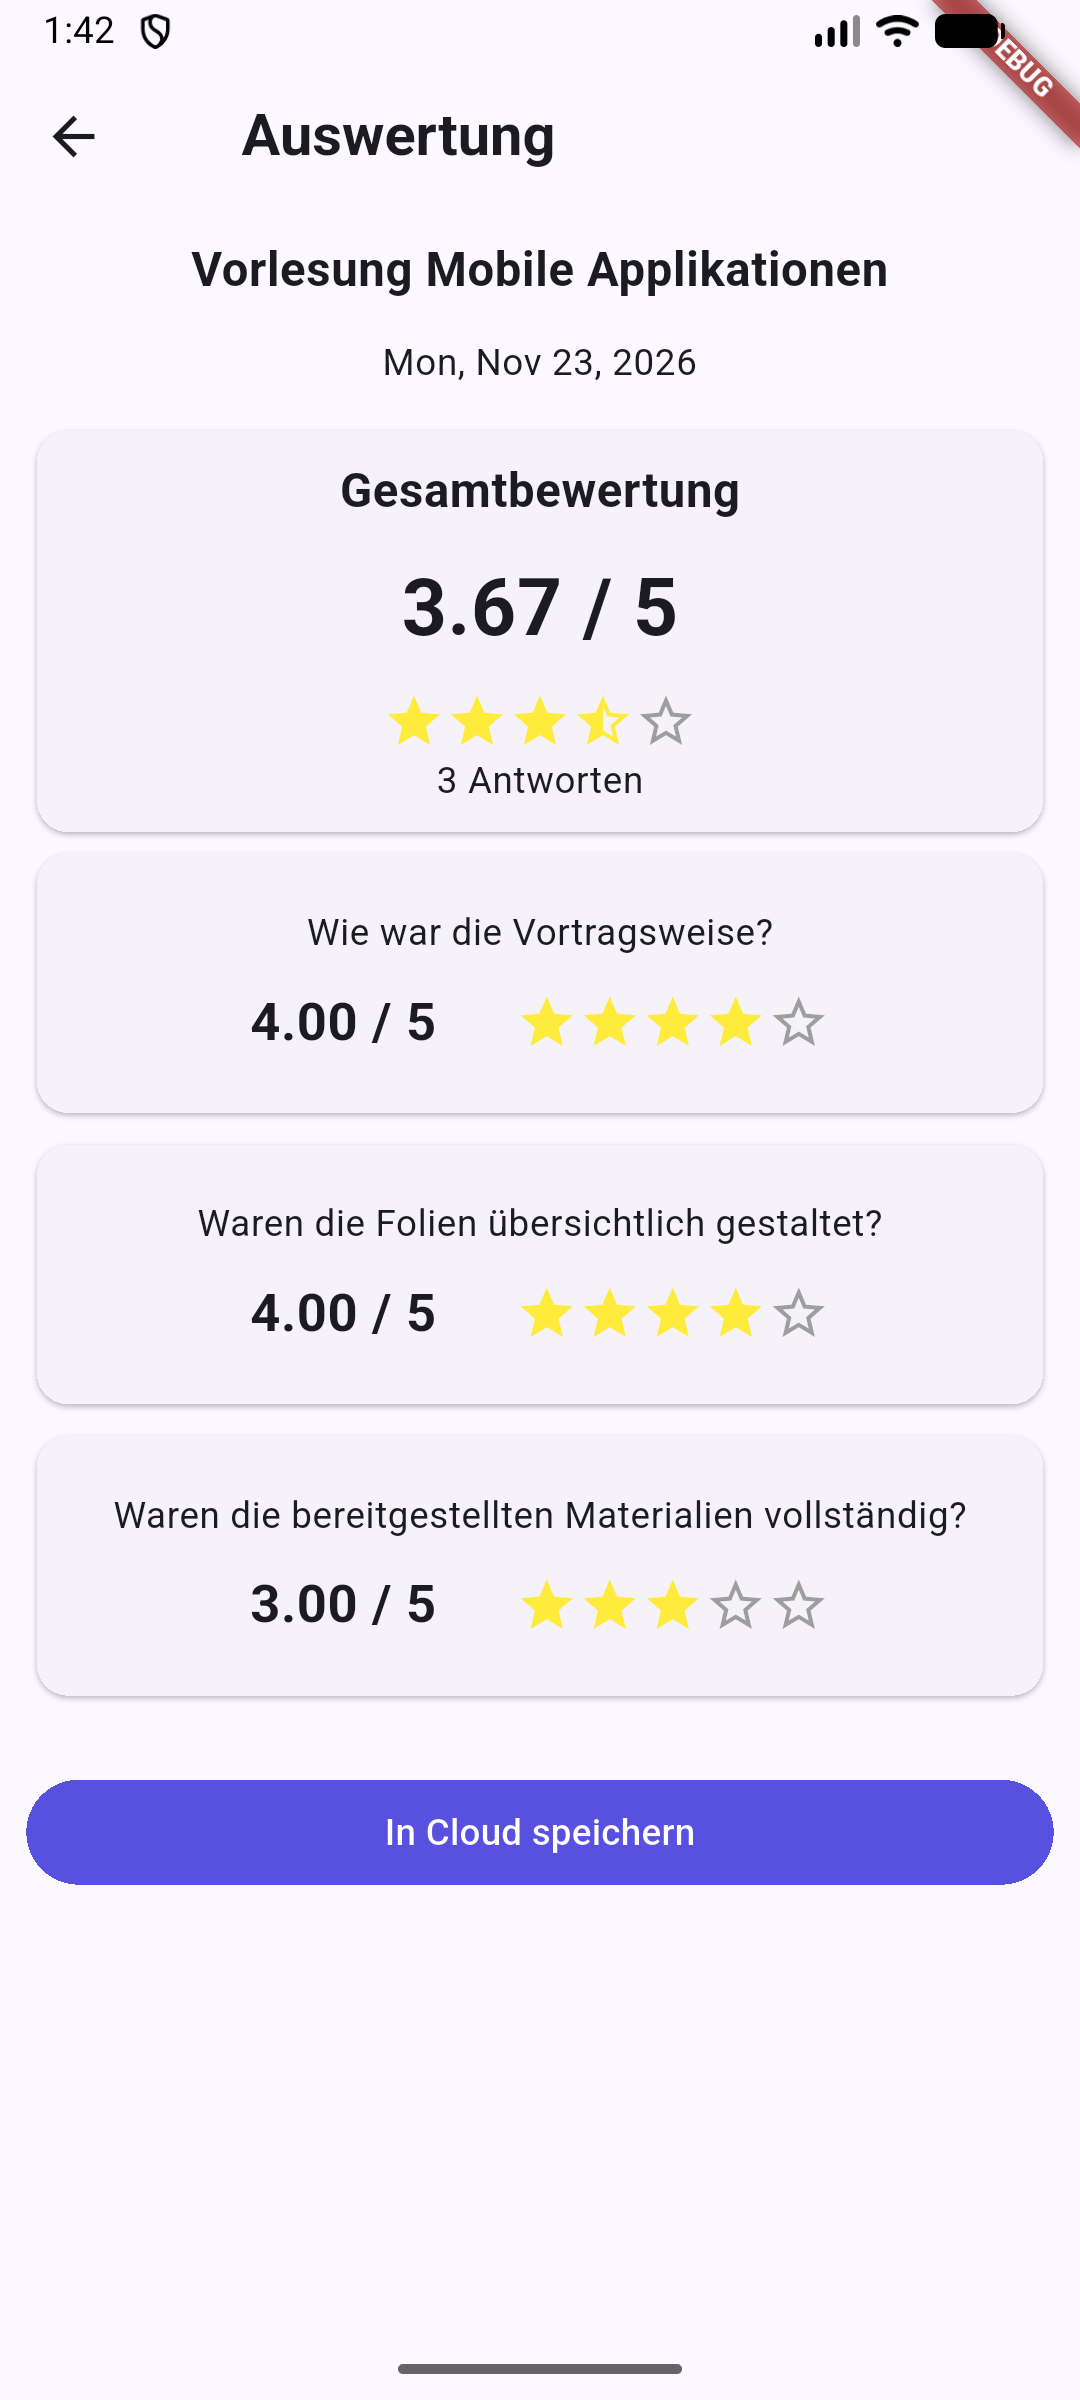 1:42
EBUG
Auswertung
Vorlesung Mobile Applikationen
Mon, Nov 23, 2026
Gesamtbewertung
3.67 / 5
3 Antworten
Wie war die Vortragsweise?
4.00 / 5
Waren die Folien übersichtlich gestaltet?
4.00 / 5
Waren die bereitgestellten Materialien vollständig?
3.00 / 5
In Cloud speichern